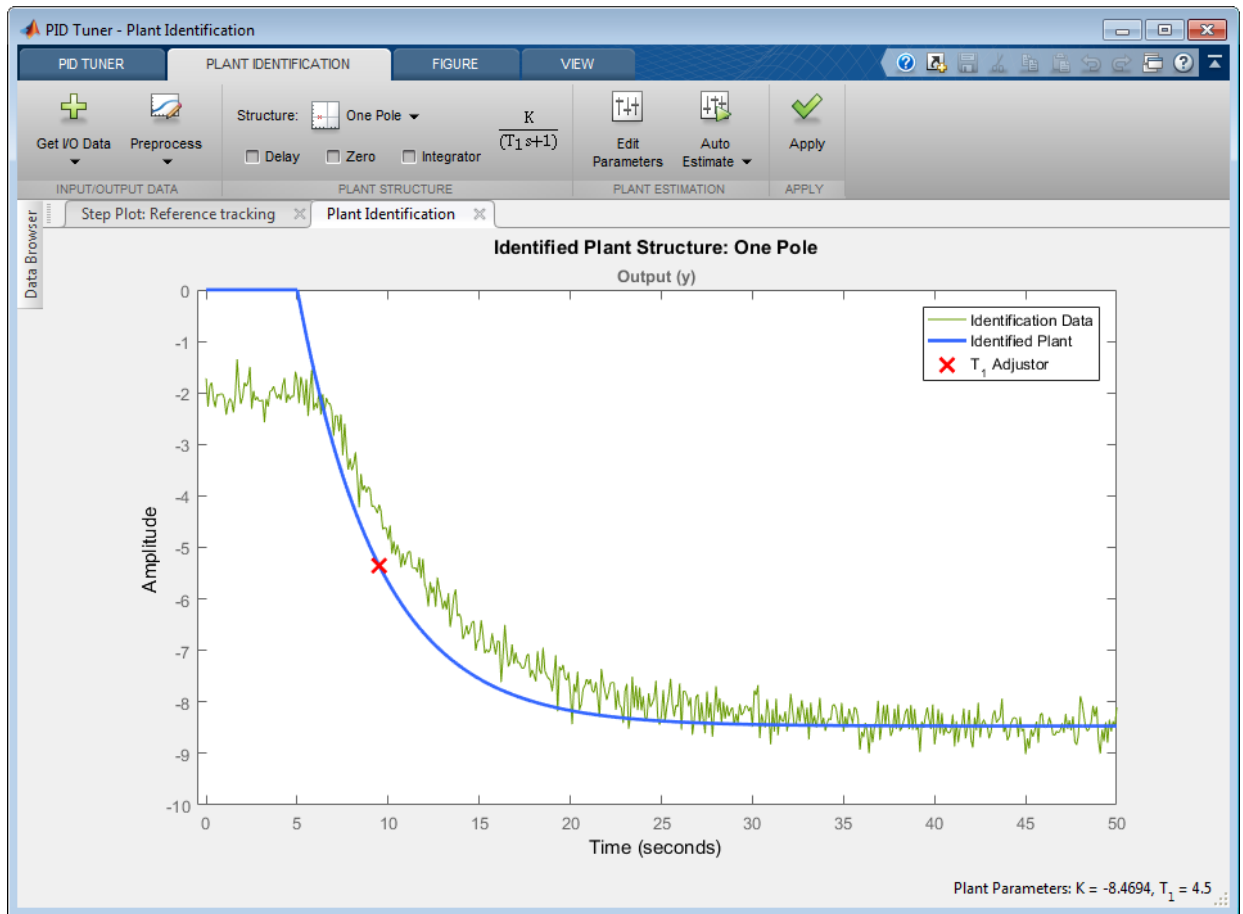 PID Tuner - Plant Identification
PID TUNER PLANT IDENTIFICATION FIGURE VIEW
Get I/O Data Preprocess
Structure: One Pole
Delay Zero Integrator
K
(T1s+1)
Edit Parameters
Auto Estimate
Apply
INPUT/OUTPUT DATA PLANT STRUCTURE PLANT ESTIMATION APPLY
Data Browser
Step Plot: Reference tracking Plant Identification
Identified Plant Structure: One Pole
Output (y)
Identification Data
Identified Plant
T1 Adjustor
Amplitude
0
-1
-2
-3
-4
-5
-6
-7
-8
-9
-10
0 5 10 15 20 25 30 35 40 45 50
Time (seconds)
Plant Parameters: K = -8.4694, T1 = 4.5